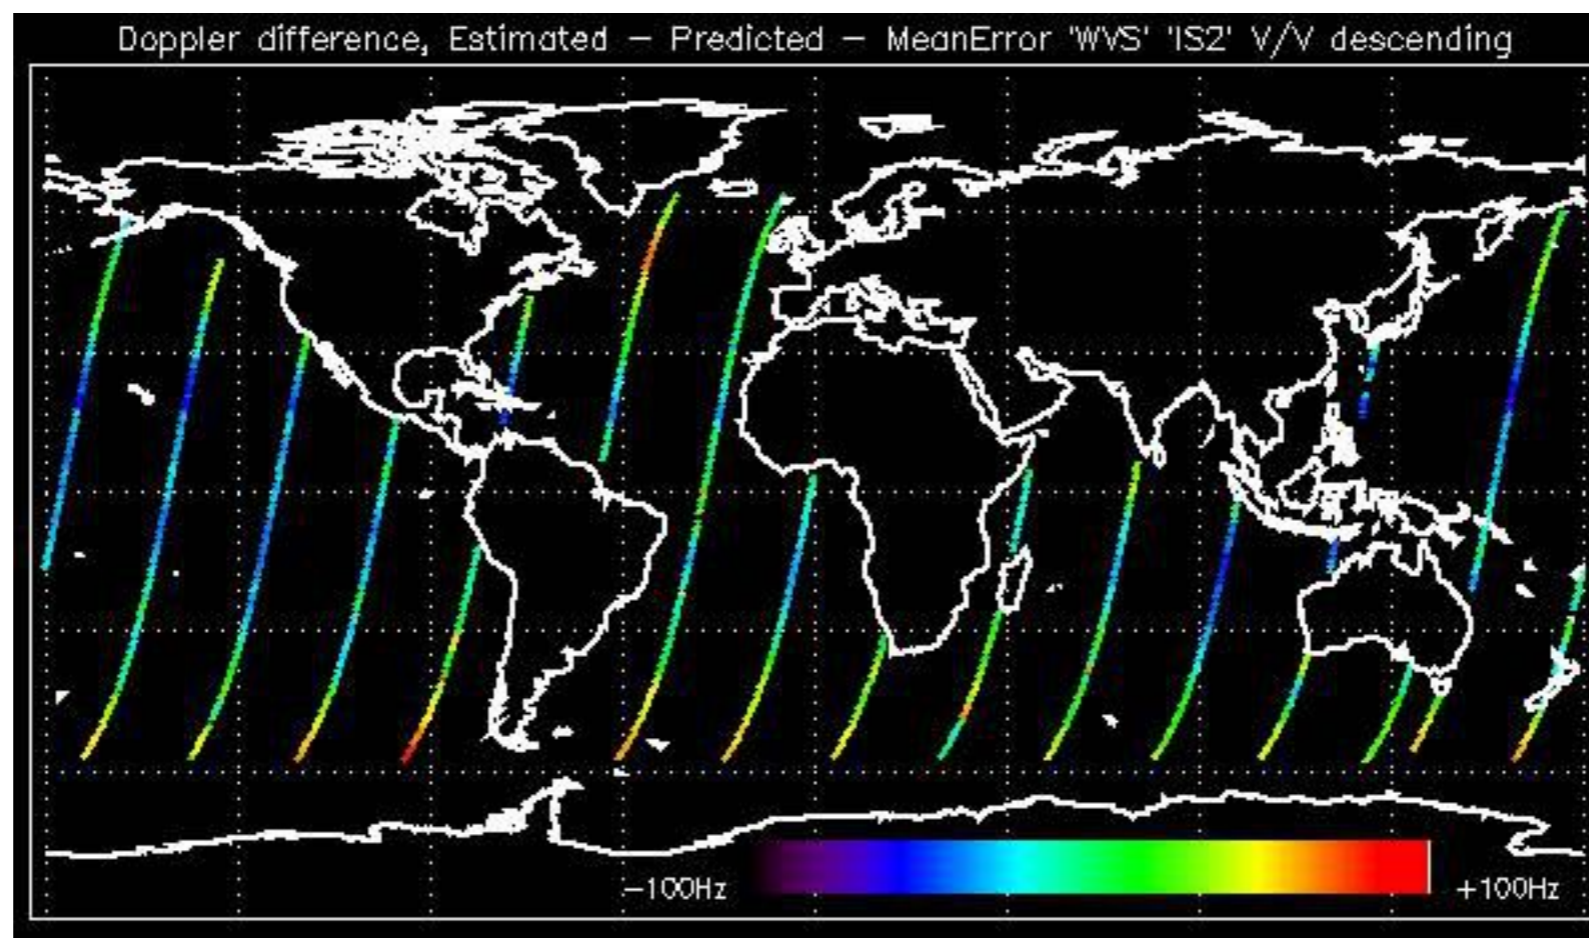 Doppler difference, Estimated – Predicted – MeanError 'WVS' 'IS2' V/V descending
-100Hz +100Hz